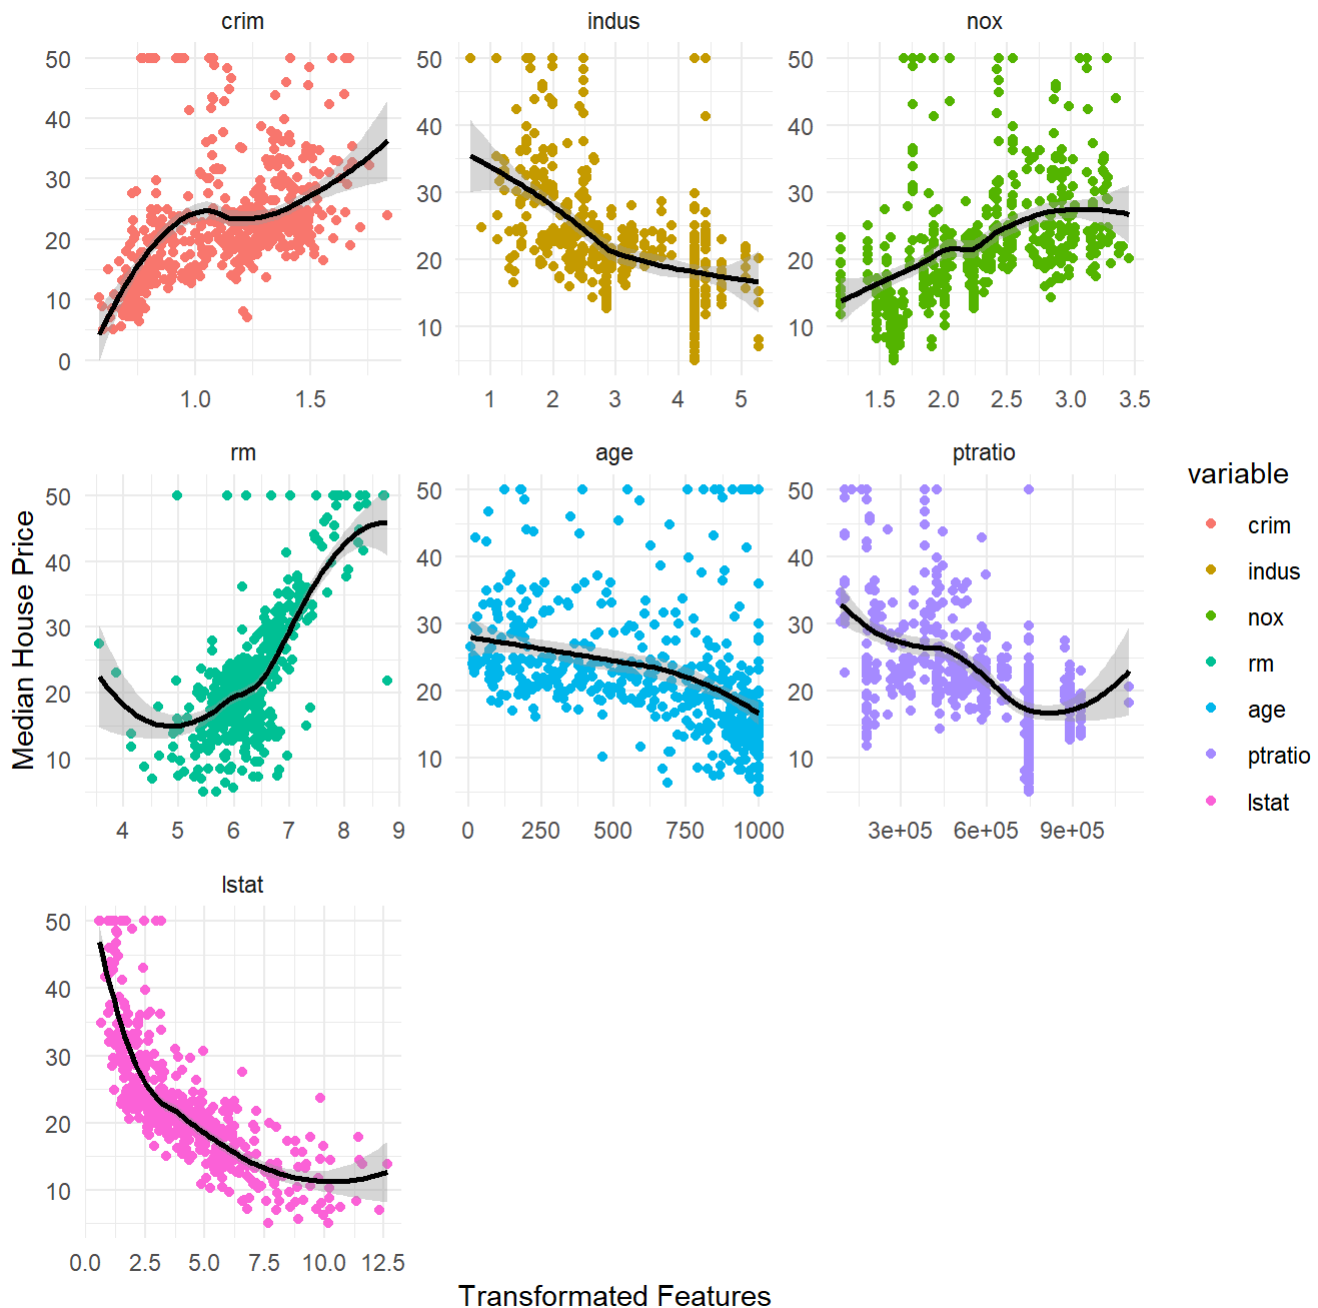 crim
indus
nox
50
40
30
20
10
0
50
40
30
20
10
50
40
30
20
10
1.0 1.5
1 2 3 4 5
1.5 2.0 2.5 3.0 3.5
rm
age
ptratio
50
40
30
20
10
50
40
30
20
10
50
40
30
20
10
4 5 6 7 8 9
0 250 500 750 1000
3e+05 6e+05 9e+05
lstat
50
40
30
20
10
0.0 2.5 5.0 7.5 10.0 12.5
Median House Price
Transformated Features
variable
crim
indus
nox
rm
age
ptratio
lstat